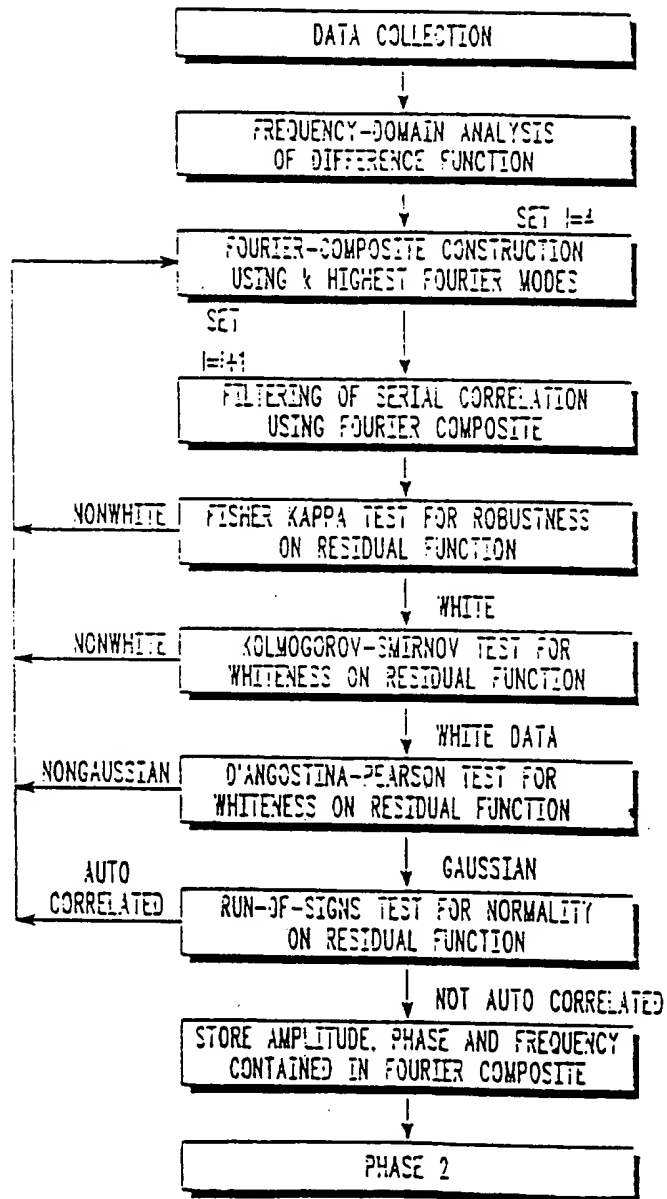 DATA COLLECTION
FREQUENCY-DOMAIN ANALYSIS
OF DIFFERENCE FUNCTION
SET I=4
FOURIER-COMPOSITE CONSTRUCTION
USING k HIGHEST FOURIER MODES
SET
I=I+1
FILTERING OF SERIAL CORRELATION
USING FOURIER COMPOSITE
NONWHITE
FISHER KAPPA TEST FOR ROBUSTNESS
ON RESIDUAL FUNCTION
WHITE
NONWHITE
KOLMOGOROV-SMIRNOV TEST FOR
WHITENESS ON RESIDUAL FUNCTION
WHITE DATA
NONGAUSSIAN
D'ANGOSTINA-PEARSON TEST FOR
WHITENESS ON RESIDUAL FUNCTION
GAUSSIAN
AUTO
CORRELATED
RUN-OF-SIGNS TEST FOR NORMALITY
ON RESIDUAL FUNCTION
NOT AUTO CORRELATED
STORE AMPLITUDE, PHASE AND FREQUENCY
CONTAINED IN FOURIER COMPOSITE
PHASE 2